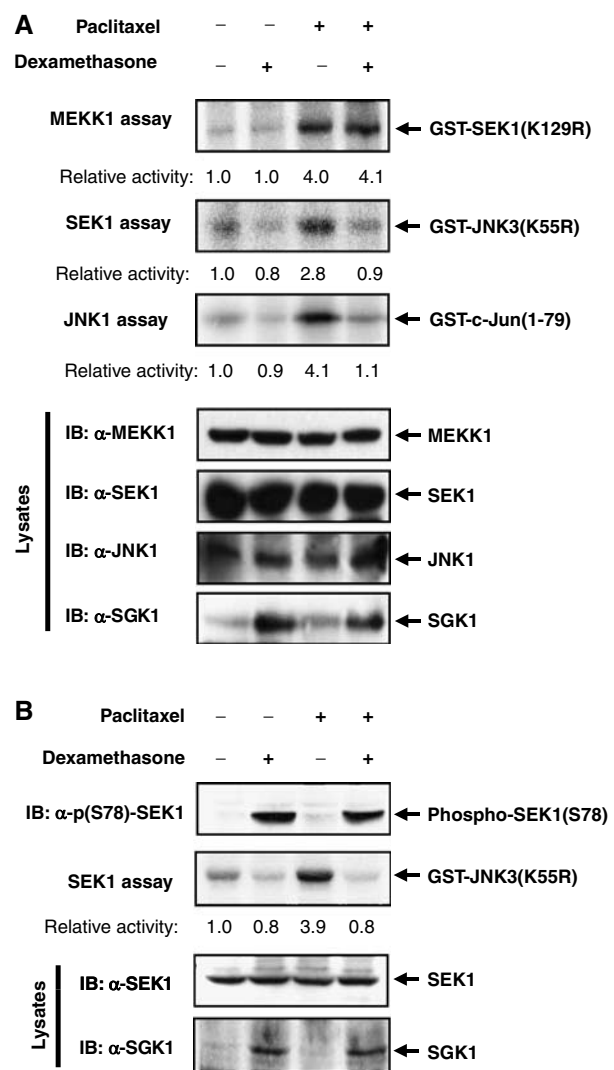 A
Paclitaxel – – + +
Dexamethasone – + – +
MEKK1 assay GST-SEK1(K129R)
Relative activity: 1.0 1.0 4.0 4.1
SEK1 assay GST-JNK3(K55R)
Relative activity: 1.0 0.8 2.8 0.9
JNK1 assay GST-c-Jun(1-79)
Relative activity: 1.0 0.9 4.1 1.1
Lysates
IB: α-MEKK1 MEKK1
IB: α-SEK1 SEK1
IB: α-JNK1 JNK1
IB: α-SGK1 SGK1
B
Paclitaxel – – + +
Dexamethasone – + – +
IB: α-p(S78)-SEK1 Phospho-SEK1(S78)
SEK1 assay GST-JNK3(K55R)
Relative activity: 1.0 0.8 3.9 0.8
Lysates
IB: α-SEK1 SEK1
IB: α-SGK1 SGK1